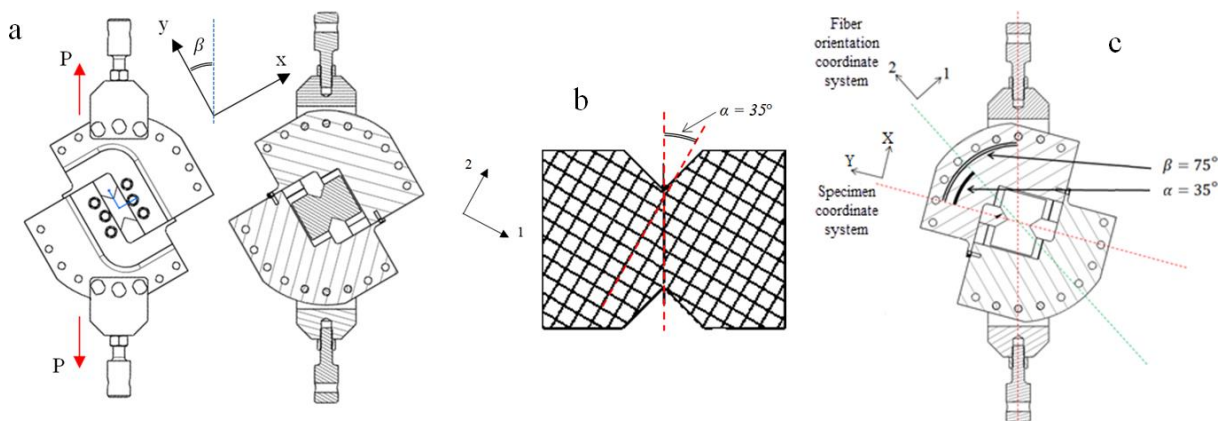 a
P
P
y
β
x
b
α = 35°
2
1
c
Fiber
orientation
coordinate
system
2
1
X
Y
Specimen
coordinate
system
β = 75°
α = 35°